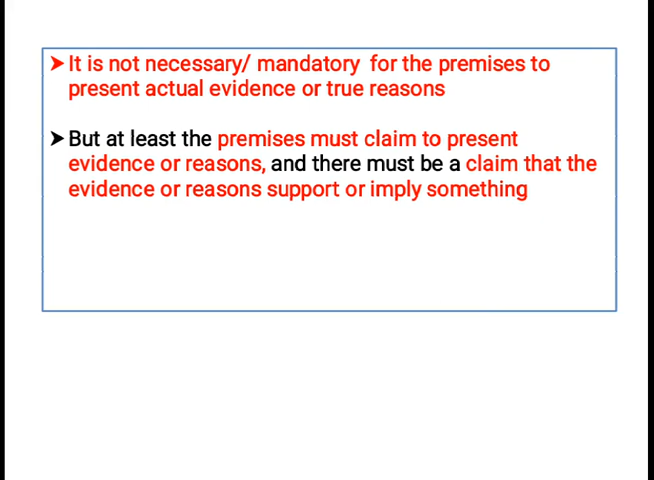 ➤ It is not necessary/ mandatory for the premises to
present actual evidence or true reasons
➤ But at least the premises must claim to present
evidence or reasons, and there must be a claim that the
evidence or reasons support or imply something